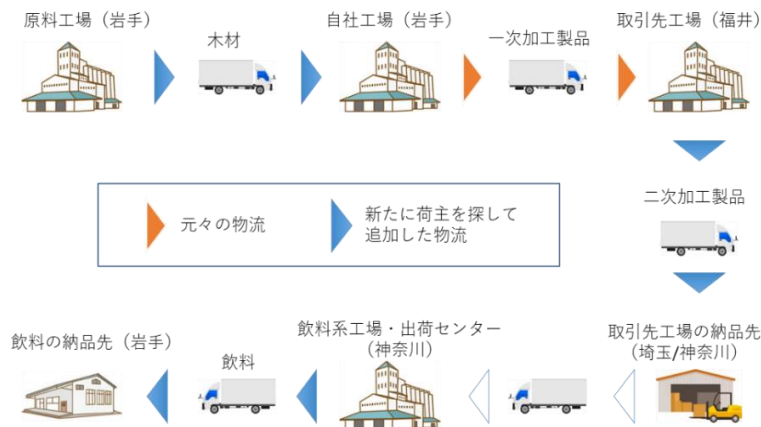 原料工場（岩手）
木材
自社工場（岩手）
一次加工製品
取引先工場（福井）
元々の物流
新たに荷主を探して
追加した物流
二次加工製品
取引先工場の納品先
（埼玉/神奈川）
飲料系工場・出荷センター
（神奈川）
飲料
飲料の納品先（岩手）